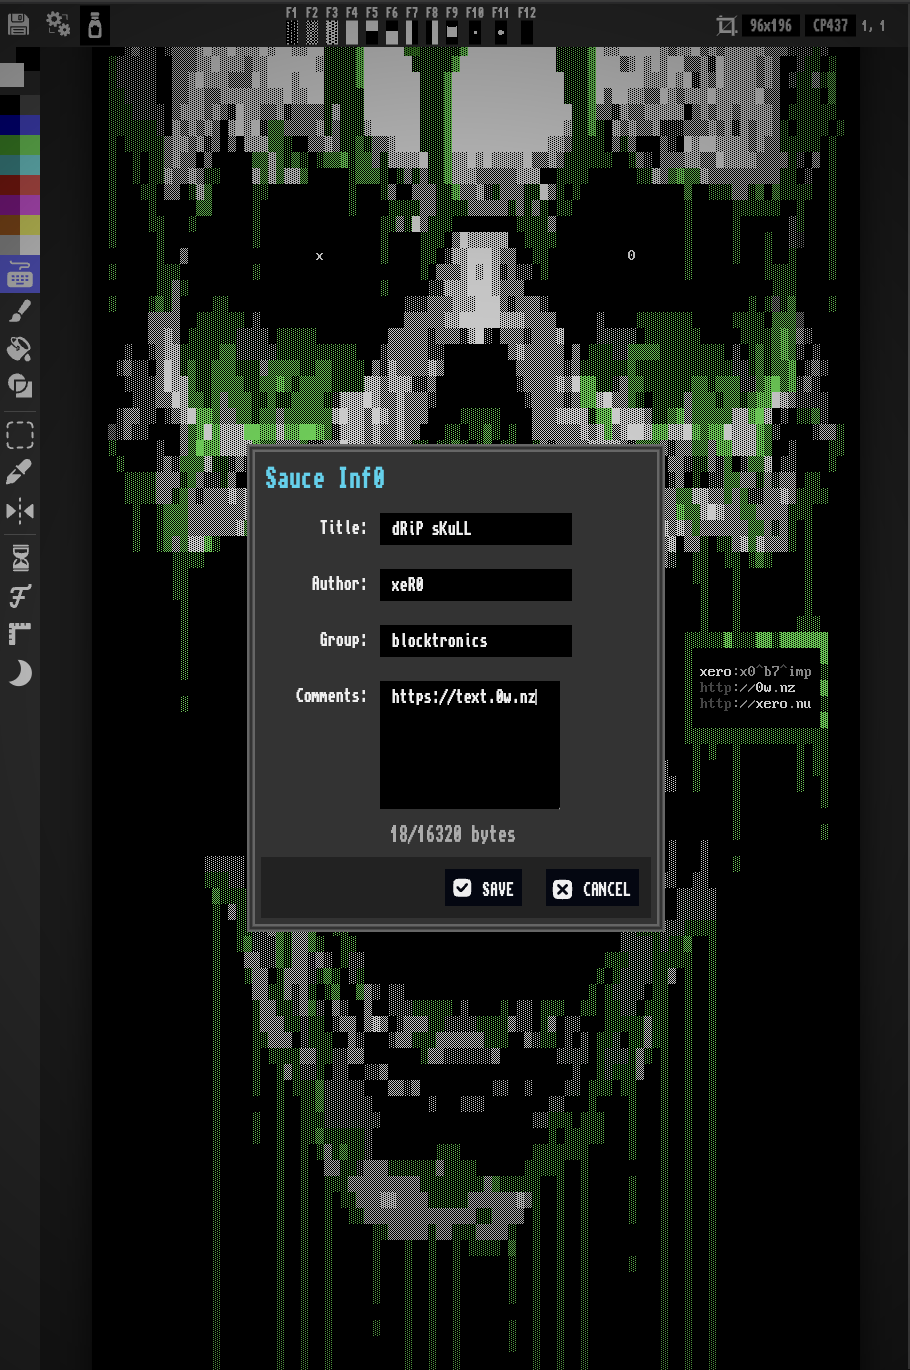 F1 F2 F3 F4 F5 F6 F7 F8 F9 F10 F11 F12
96x196 CP437 1, 1
x 0
Sauce Inf0
Title: dRiP sKuLL
Author: xeR0
Group: blocktronics
Comments: https://text.0w.nz
18/16320 bytes
SAVE CANCEL
xero:x0^b7^imp
http://0w.nz
http://xero.nu